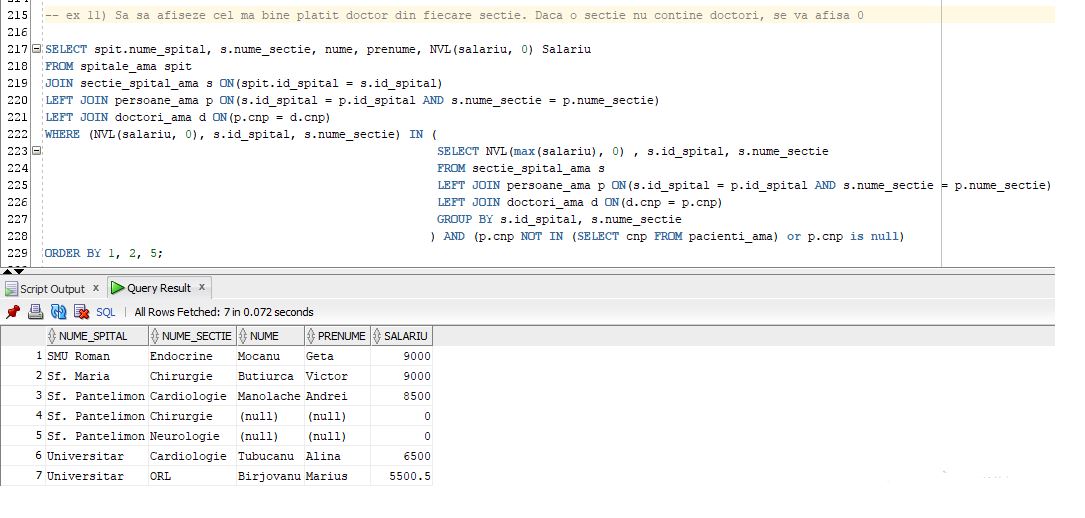 215 -- ex 11) Sa sa afiseze cel ma bine platit doctor din fiecare sectie. Daca o sectie nu contine doctori, se va afisa 0
216
217 SELECT spit.nume_spital, s.nume_sectie, nume, prenume, NVL(salariu, 0) Salariu
218 FROM spitale_ama spit
219 JOIN sectie_spital_ama s ON(spit.id_spital = s.id_spital)
220 LEFT JOIN persoane_ama p ON(s.id_spital = p.id_spital AND s.nume_sectie = p.nume_sectie)
221 LEFT JOIN doctori_ama d ON(p.cnp = d.cnp)
222 WHERE (NVL(salariu, 0), s.id_spital, s.nume_sectie) IN (
223 SELECT NVL(max(salariu), 0) , s.id_spital, s.nume_sectie
224 FROM sectie_spital_ama s
225 LEFT JOIN persoane_ama p ON(s.id_spital = p.id_spital AND s.nume_sectie = p.nume_sectie)
226 LEFT JOIN doctori_ama d ON(d.cnp = p.cnp)
227 GROUP BY s.id_spital, s.nume_sectie
228 ) AND (p.cnp NOT IN (SELECT cnp FROM pacienti_ama) or p.cnp is null)
229 ORDER BY 1, 2, 5;
Script Output x Query Result x
SQL | All Rows Fetched: 7 in 0.072 seconds
NUME_SPITAL NUME_SECTIE NUME PRENUME SALARIU
1 SMU Roman Endocrine Mocanu Geta 9000
2 Sf. Maria Chirurgie Butiurca Victor 9000
3 Sf. Pantelimon Cardiologie Manolache Andrei 8500
4 Sf. Pantelimon Chirurgie (null) (null) 0
5 Sf. Pantelimon Neurologie (null) (null) 0
6 Universitar Cardiologie Tubucanu Alina 6500
7 Universitar ORL Birjovanu Marius 5500.5